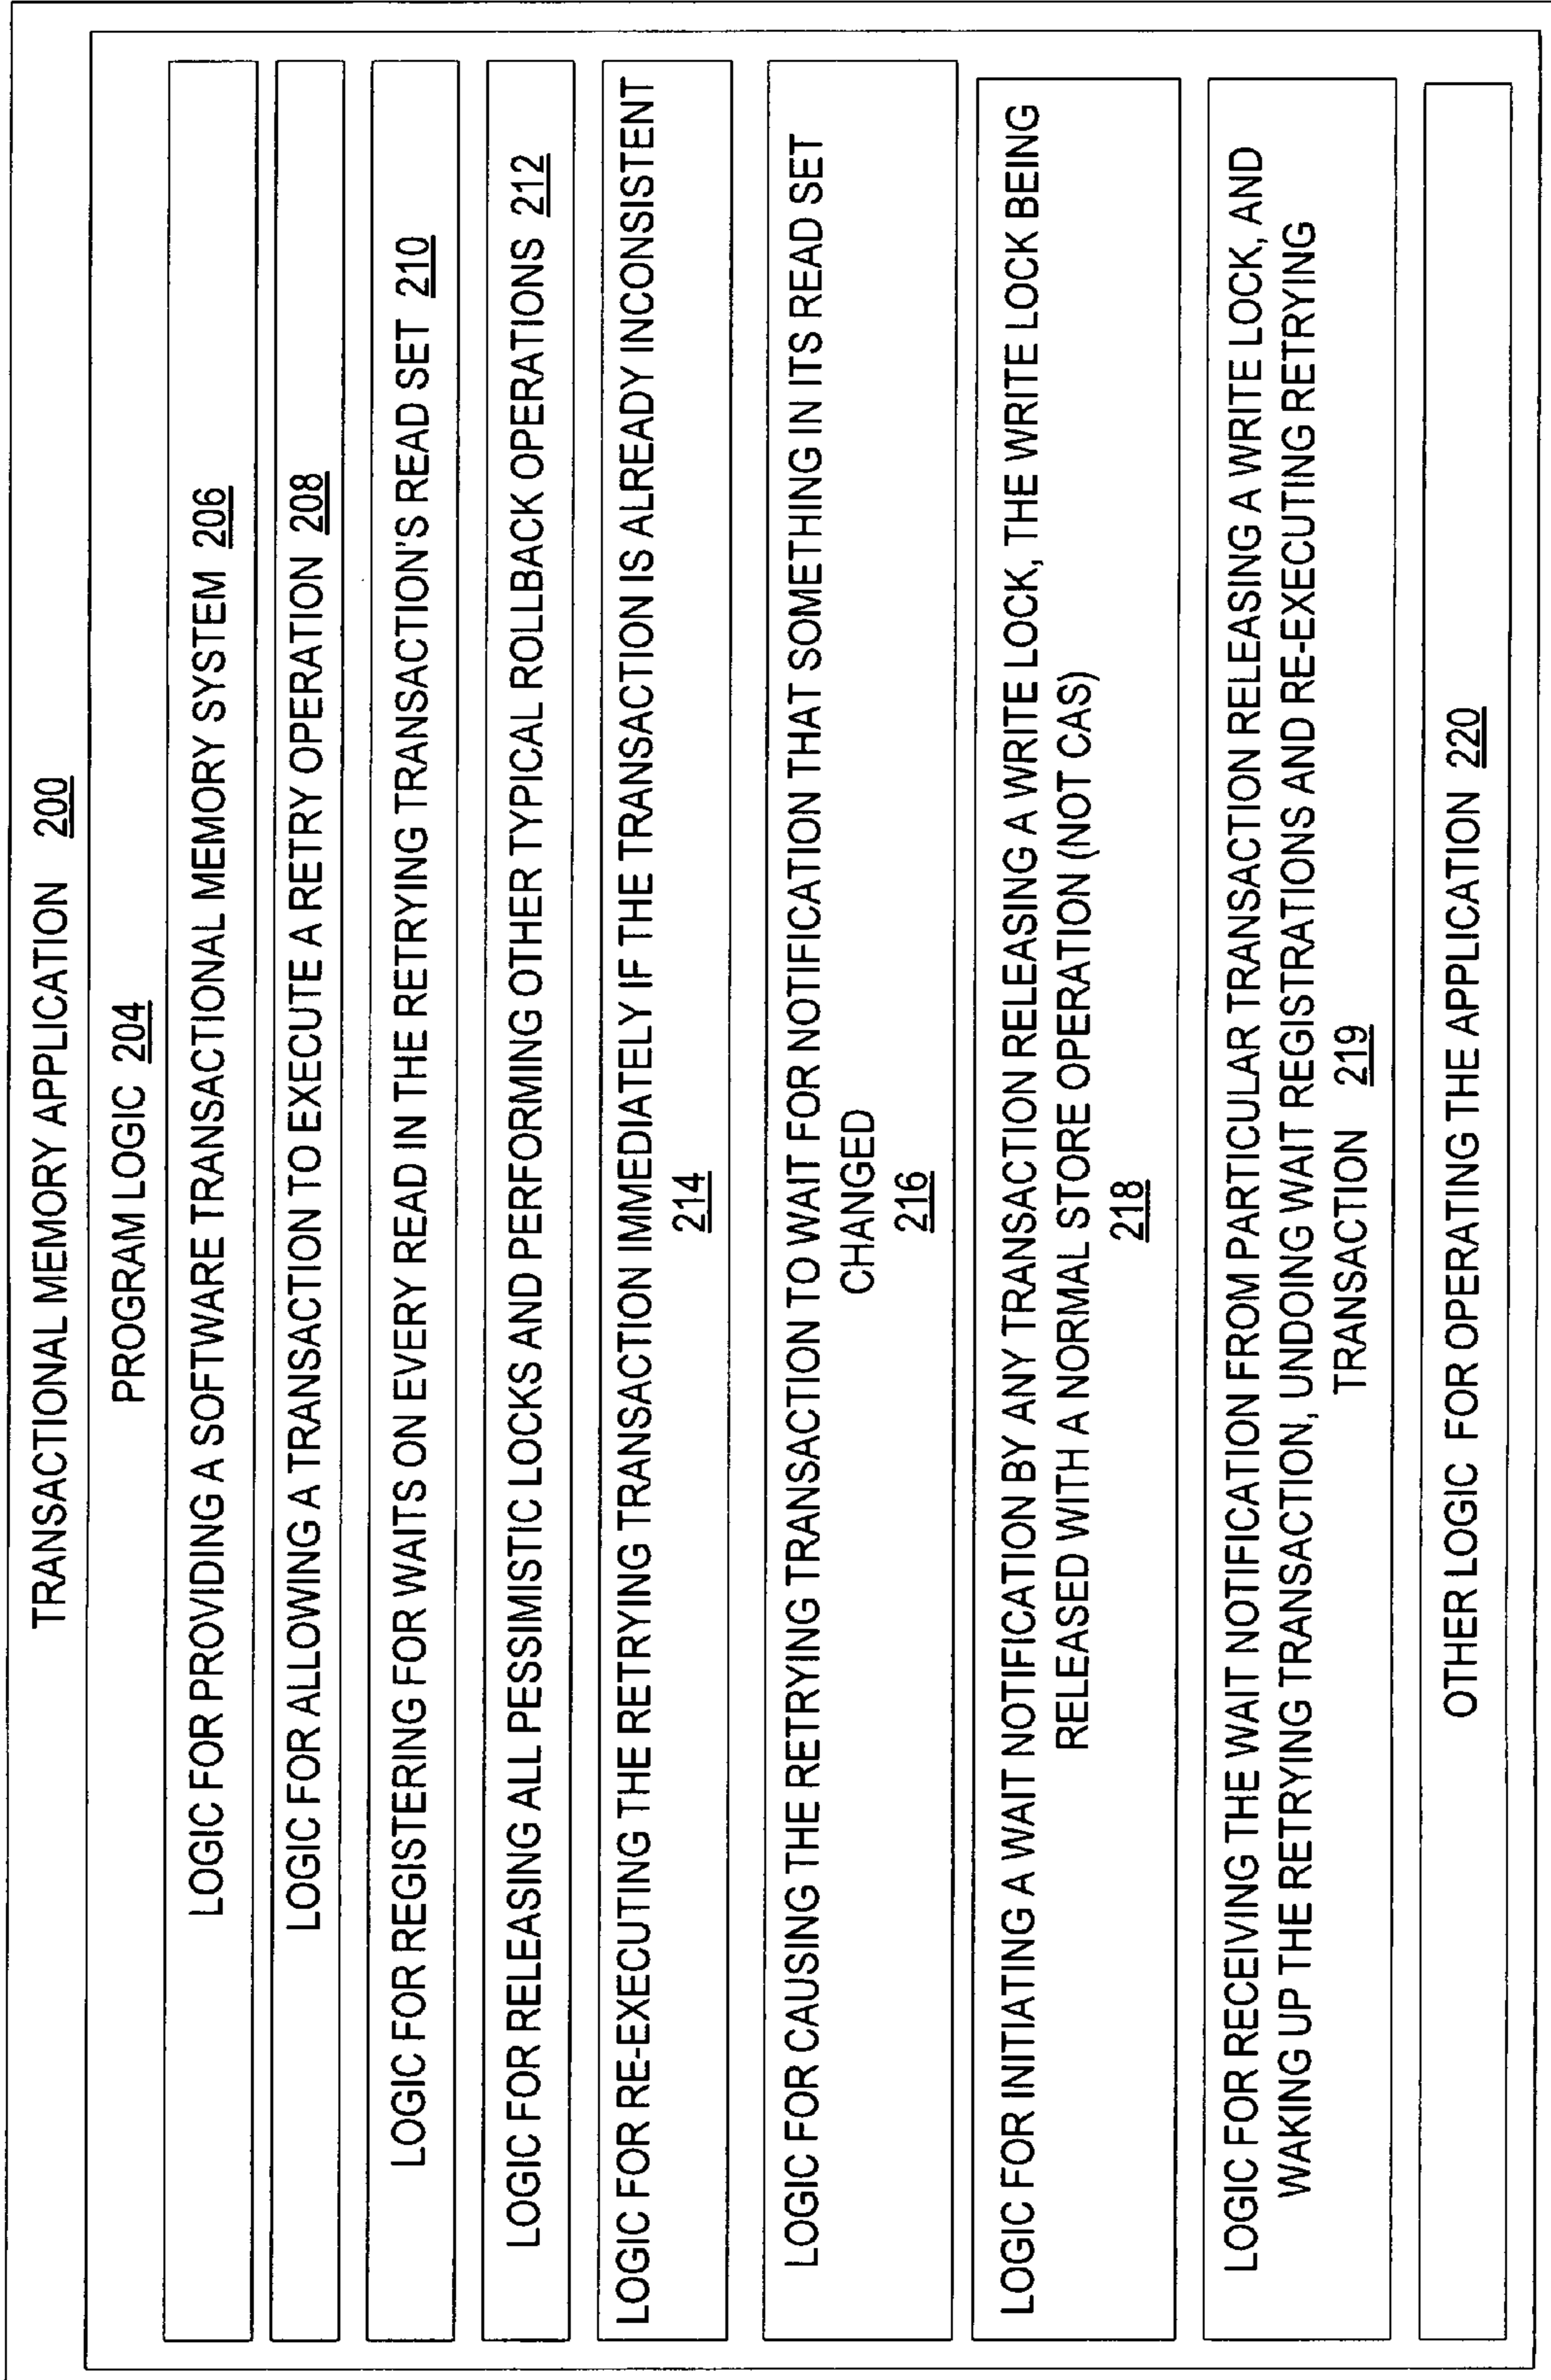 TRANSACTIONAL MEMORY APPLICATION 200
PROGRAM LOGIC 204
LOGIC FOR PROVIDING A SOFTWARE TRANSACTIONAL MEMORY SYSTEM 206
LOGIC FOR ALLOWING A TRANSACTION TO EXECUTE A RETRY OPERATION 208
LOGIC FOR REGISTERING FOR WAITS ON EVERY READ IN THE RETRYING TRANSACTION'S READ SET 210
LOGIC FOR RELEASING ALL PESSIMISTIC LOCKS AND PERFORMING OTHER TYPICAL ROLLBACK OPERATIONS 212
LOGIC FOR RE-EXECUTING THE RETRYING TRANSACTION IMMEDIATELY IF THE TRANSACTION IS ALREADY INCONSISTENT
214
LOGIC FOR CAUSING THE RETRYING TRANSACTION TO WAIT FOR NOTIFICATION THAT SOMETHING IN ITS READ SET
CHANGED
216
LOGIC FOR INITIATING A WAIT NOTIFICATION BY ANY TRANSACTION RELEASING A WRITE LOCK, THE WRITE LOCK BEING
RELEASED WITH A NORMAL STORE OPERATION (NOT CAS)
218
LOGIC FOR RECEIVING THE WAIT NOTIFICATION FROM PARTICULAR TRANSACTION RELEASING A WRITE LOCK, AND
WAKING UP THE RETRYING TRANSACTION, UNDOING WAIT REGISTRATIONS AND RE-EXECUTING RETRYING
TRANSACTION 219
OTHER LOGIC FOR OPERATING THE APPLICATION 220